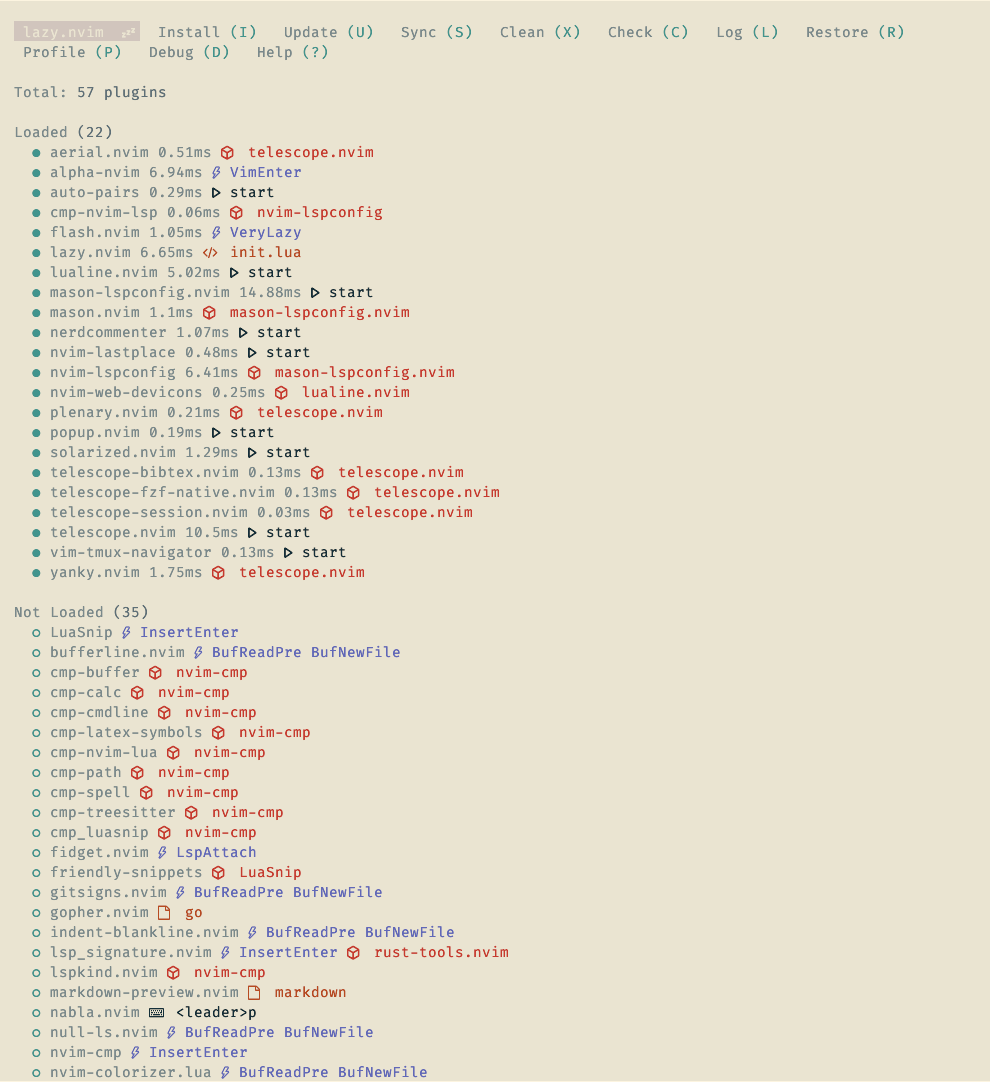 lazy.nvim 💤 Install (I) Update (U) Sync (S) Clean (X) Check (C) Log (L) Restore (R)
Profile (P) Debug (D) Help (?)
Total: 57 plugins
Loaded (22)
● aerial.nvim 0.51ms telescope.nvim
● alpha-nvim 6.94ms VimEnter
● auto-pairs 0.29ms start
● cmp-nvim-lsp 0.06ms nvim-lspconfig
● flash.nvim 1.05ms VeryLazy
● lazy.nvim 6.65ms </> init.lua
● lualine.nvim 5.02ms start
● mason-lspconfig.nvim 14.88ms start
● mason.nvim 1.1ms mason-lspconfig.nvim
● nerdcommenter 1.07ms start
● nvim-lastplace 0.48ms start
● nvim-lspconfig 6.41ms mason-lspconfig.nvim
● nvim-web-devicons 0.25ms lualine.nvim
● plenary.nvim 0.21ms telescope.nvim
● popup.nvim 0.19ms start
● solarized.nvim 1.29ms start
● telescope-bibtex.nvim 0.13ms telescope.nvim
● telescope-fzf-native.nvim 0.13ms telescope.nvim
● telescope-session.nvim 0.03ms telescope.nvim
● telescope.nvim 10.5ms start
● vim-tmux-navigator 0.13ms start
● yanky.nvim 1.75ms telescope.nvim
Not Loaded (35)
○ LuaSnip InsertEnter
○ bufferline.nvim BufReadPre BufNewFile
○ cmp-buffer nvim-cmp
○ cmp-calc nvim-cmp
○ cmp-cmdline nvim-cmp
○ cmp-latex-symbols nvim-cmp
○ cmp-nvim-lua nvim-cmp
○ cmp-path nvim-cmp
○ cmp-spell nvim-cmp
○ cmp-treesitter nvim-cmp
○ cmp_luasnip nvim-cmp
○ fidget.nvim LspAttach
○ friendly-snippets LuaSnip
○ gitsigns.nvim BufReadPre BufNewFile
○ gopher.nvim go
○ indent-blankline.nvim BufReadPre BufNewFile
○ lsp_signature.nvim InsertEnter rust-tools.nvim
○ lspkind.nvim nvim-cmp
○ markdown-preview.nvim markdown
○ nabla.nvim <leader>p
○ null-ls.nvim BufReadPre BufNewFile
○ nvim-cmp InsertEnter
○ nvim-colorizer.lua BufReadPre BufNewFile